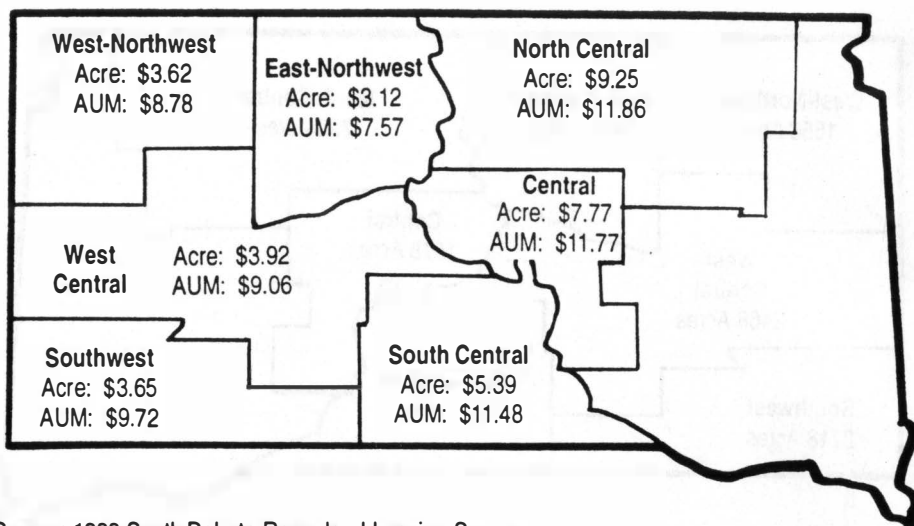 West-Northwest
Acre: $3.62
AUM: $8.78
East-Northwest
Acre: $3.12
AUM: $7.57
North Central
Acre: $9.25
AUM: $11.86
Central
Acre: $7.77
AUM: $11.77
West
Central
Acre: $3.92
AUM: $9.06
Southwest
Acre: $3.65
AUM: $9.72
South Central
Acre: $5.39
AUM: $11.48